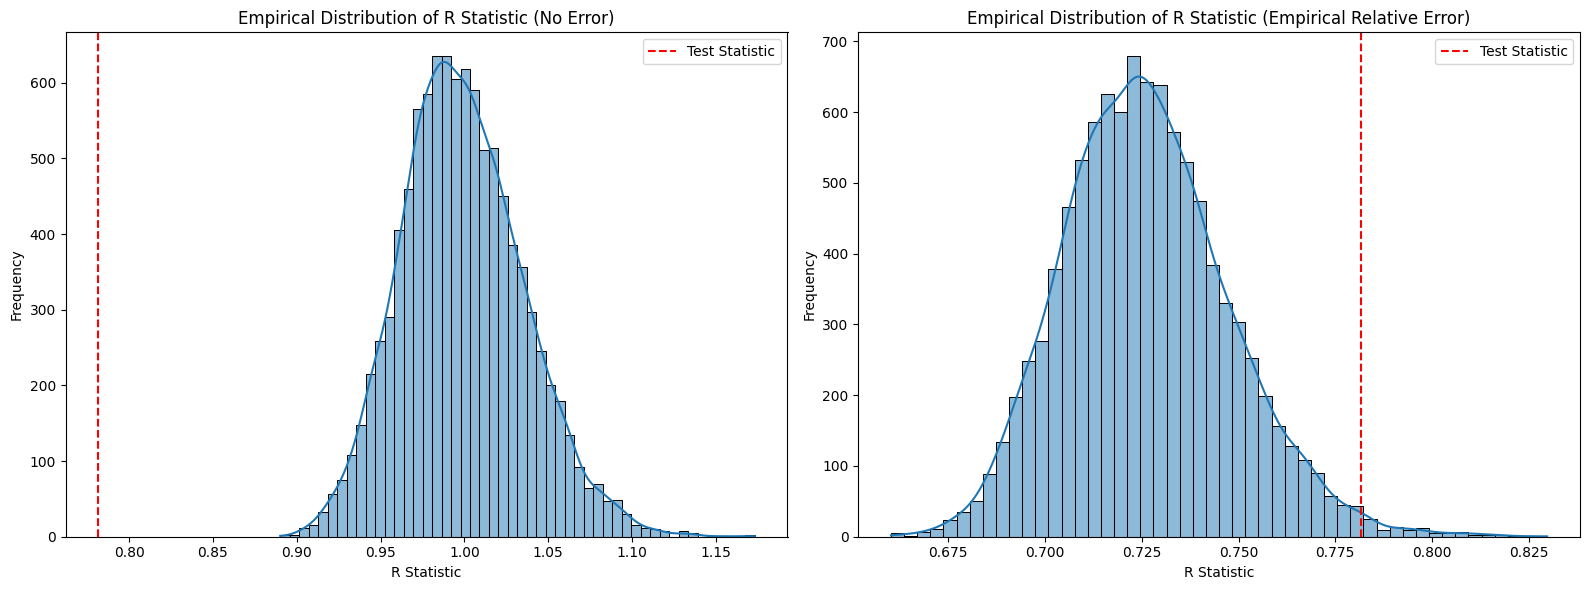 Empirical Distribution of R Statistic (No Error)
Test Statistic
Frequency
600
500
400
300
200
100
0
0.80 0.85 0.90 0.95 1.00 1.05 1.10 1.15
R Statistic
Empirical Distribution of R Statistic (Empirical Relative Error)
Test Statistic
Frequency
700
600
500
400
300
200
100
0
0.675 0.700 0.725 0.750 0.775 0.800 0.825
R Statistic